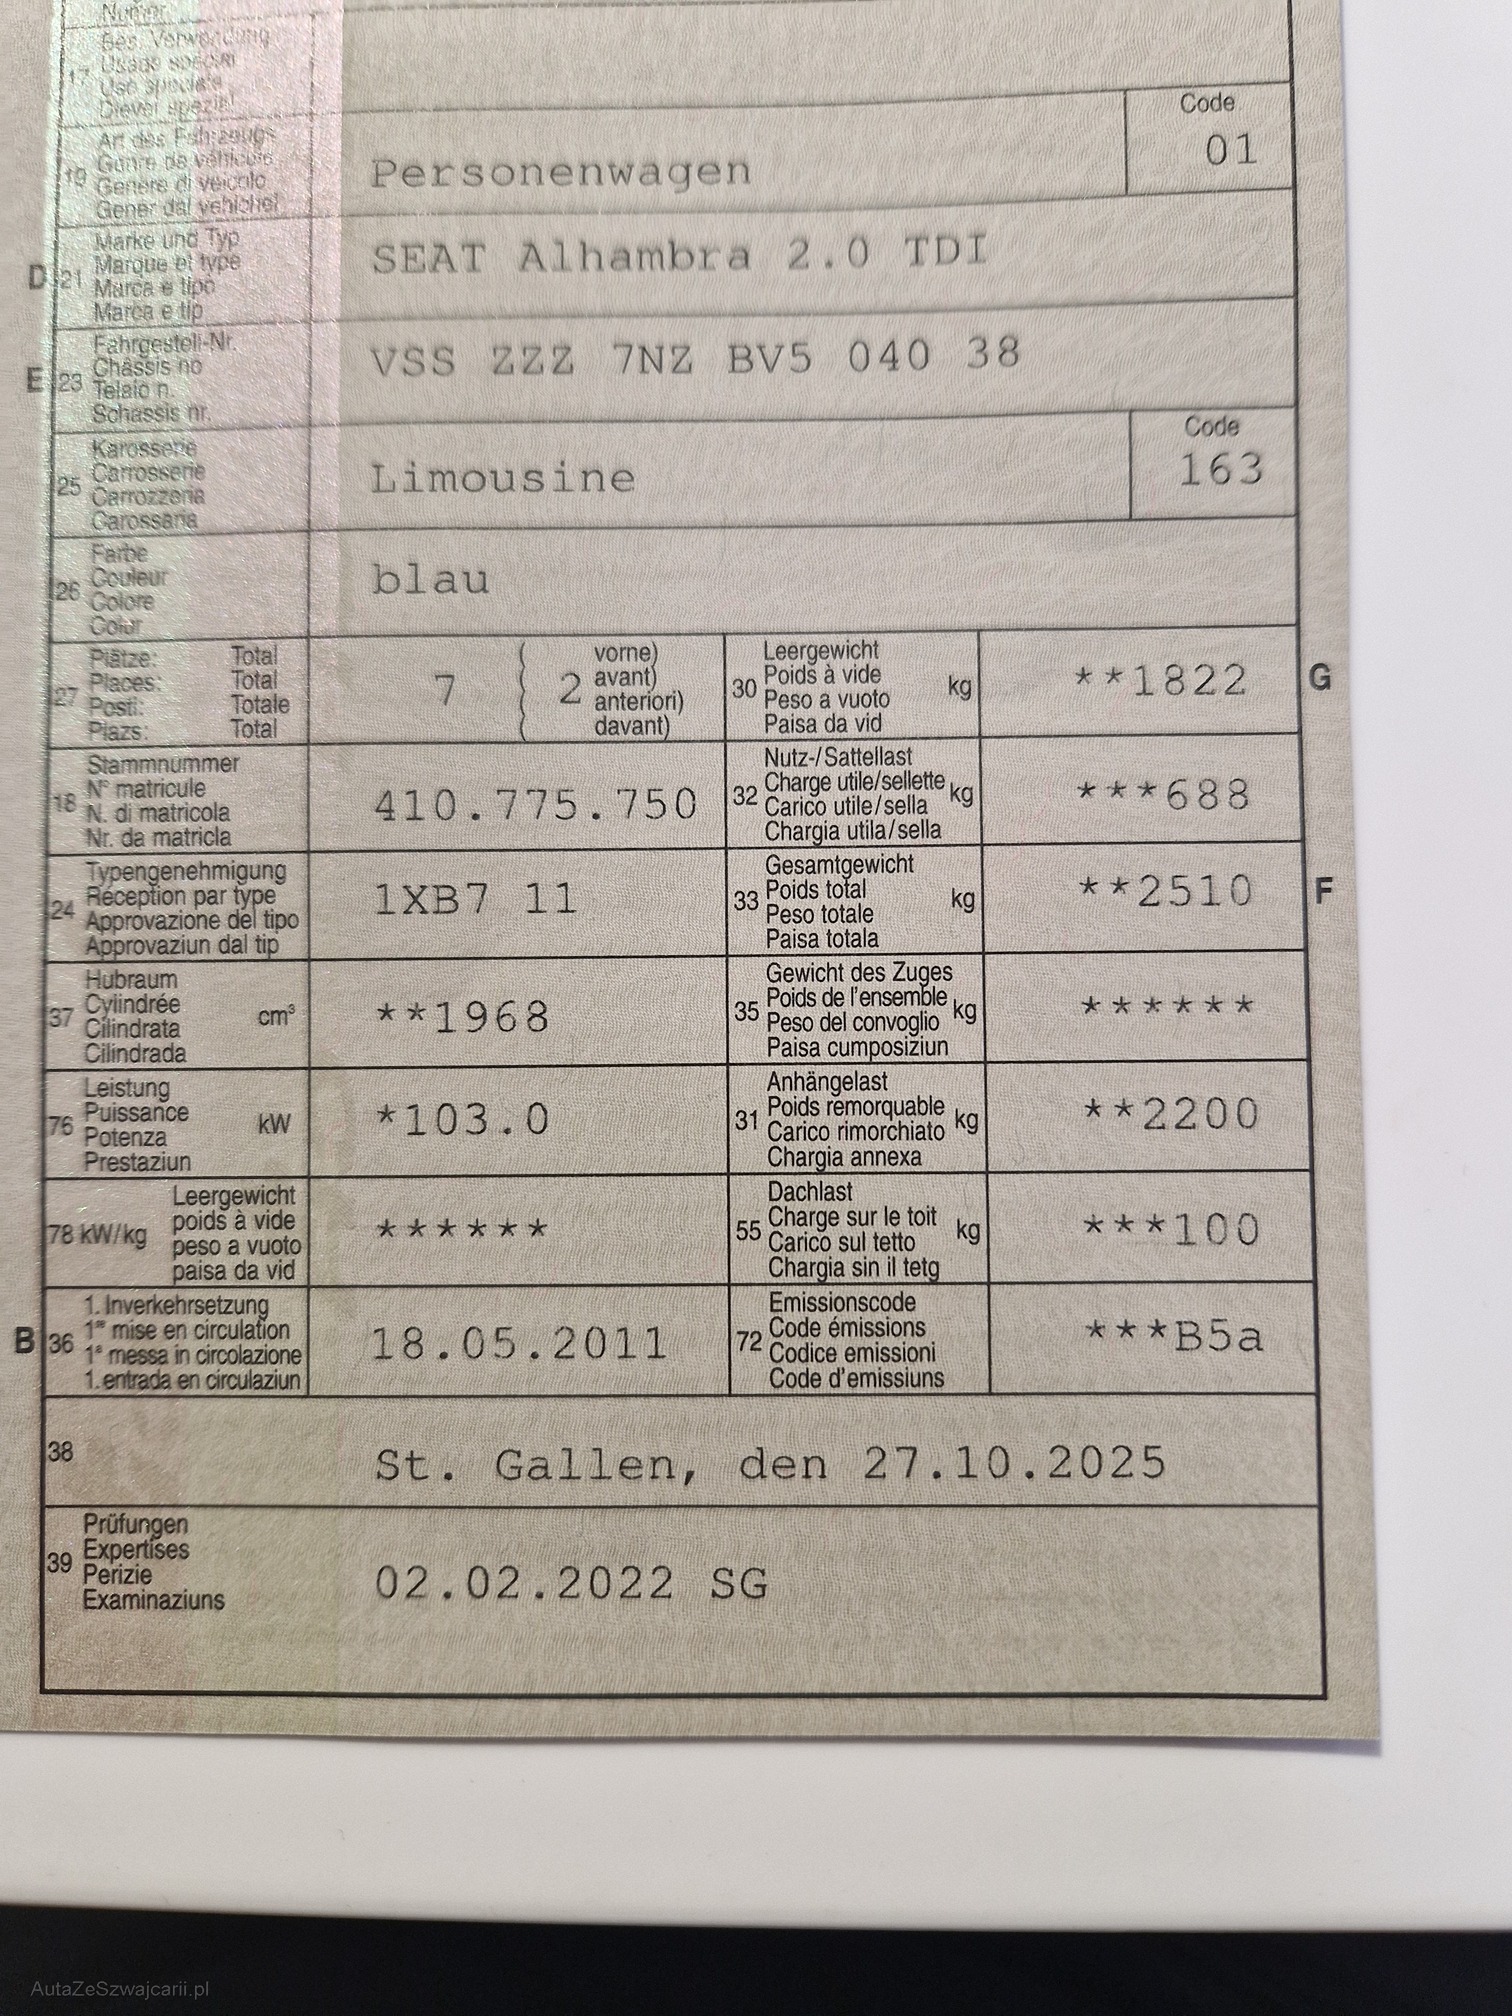 Numer
17
Bes. Verwendung
Usage spécial
Uso speciale
Diever spezial
19
Art des Fahrzeugs
Genre de véhicule
Genere di veicolo
Gener dal vehichel
Personenwagen
Code
01
D
21
Marke und Typ
Marque et type
Marca e tipo
Marca e tip
SEAT Alhambra 2.0 TDI
E
23
Fahrgestell-Nr.
Châssis no
Telaio n.
Schassis nr.
VSS ZZZ 7NZ BV5 040 38
25
Karosserie
Carrosserie
Carrozzeria
Carossaria
Limousine
Code
163
26
Farbe
Couleur
Colore
Colur
blau
27
Plätze: Total
Places: Total
Posti: Totale
Plazs: Total
7 { 2
vorne)
avant)
anteriori)
davant)
30
Leergewicht
Poids à vide
Peso a vuoto
Paisa da vid
kg
**1822
G
18
Stammnummer
N° matricule
N. di matricola
Nr. da matricla
410.775.750
32
Nutz-/Sattellast
Charge utile/sellette
Carico utile/sella
Chargia utila/sella
kg
***688
24
Typengenehmigung
Réception par type
Approvazione del tipo
Approvaziun dal tip
1XB7 11
33
Gesamtgewicht
Poids total
Peso totale
Paisa totala
kg
**2510
F
37
Hubraum
Cylindrée
Cilindrata
Cilindrada
cm³
**1968
35
Gewicht des Zuges
Poids de l'ensemble
Peso del convoglio
Paisa cumposiziun
kg
******
76
Leistung
Puissance
Potenza
Prestaziun
kW
*103.0
31
Anhängelast
Poids remorquable
Carico rimorchiato
Chargia annexa
kg
**2200
78 kW/kg
Leergewicht
poids à vide
peso a vuoto
paisa da vid
******
55
Dachlast
Charge sur le toit
Carico sul tetto
Chargia sin il tetg
kg
***100
B
36
1. Inverkehrsetzung
1re mise en circulation
1a messa in circolazione
1. entrada en circulaziun
18.05.2011
72
Emissionscode
Code émissions
Codice emissioni
Code d'emissiuns
***B5a
38
St. Gallen, den 27.10.2025
39
Prüfungen
Expertises
Perizie
Examinaziuns
02.02.2022 SG
AutaZeSzwajcarii.pl